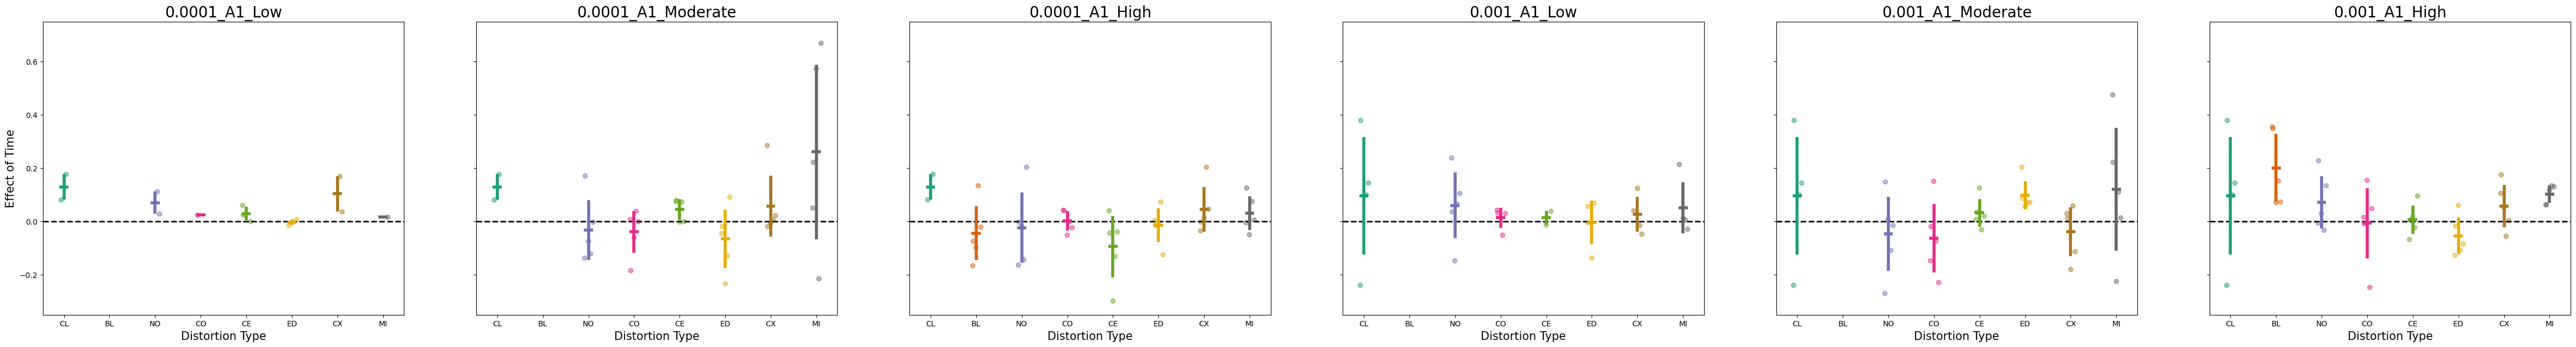 0.0001_A1_Low 0.0001_A1_Moderate 0.0001_A1_High 0.001_A1_Low 0.001_A1_Moderate 0.001_A1_High
Effect of Time
0.6
0.4
0.2
0.0
−0.2
CL BL NO CO CE ED CX MI CL BL NO CO CE ED CX MI CL BL NO CO CE ED CX MI CL BL NO CO CE ED CX MI CL BL NO CO CE ED CX MI CL BL NO CO CE ED CX MI
Distortion Type Distortion Type Distortion Type Distortion Type Distortion Type Distortion Type